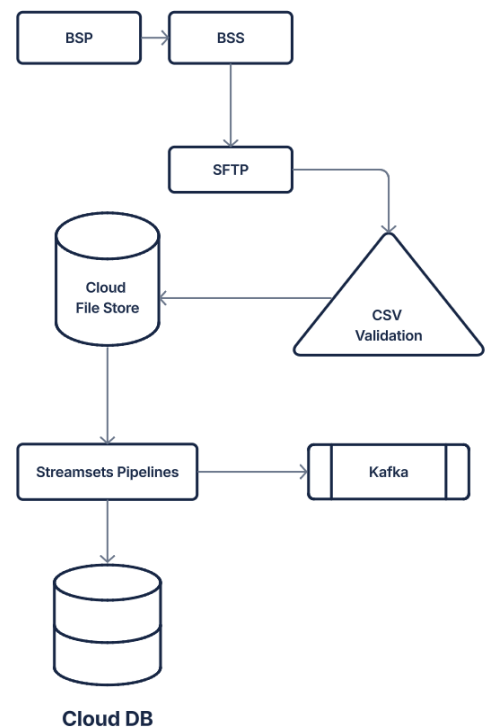 BSP
BSS
SFTP
Cloud
File Store
CSV
Validation
Streamsets Pipelines
Kafka
Cloud DB